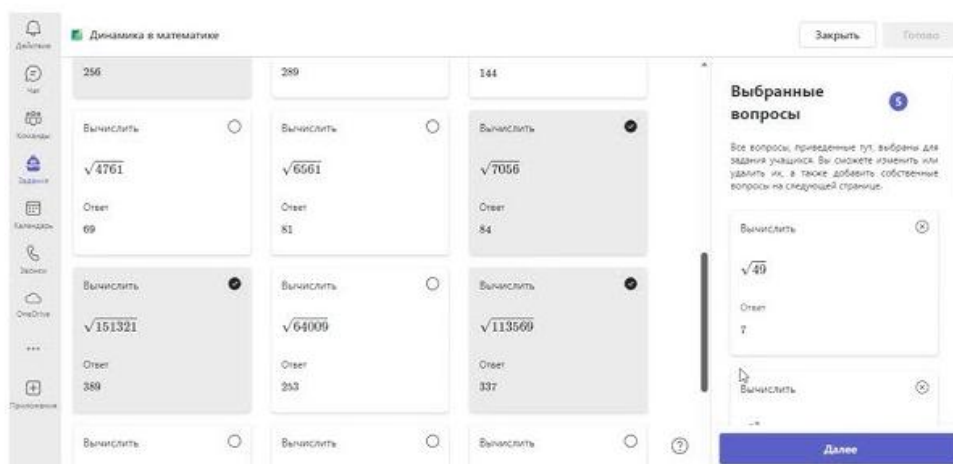 Динамика в математике
Закрыть
Готово
Действие
Чат
Команды
Задания
Календарь
Звонки
OneDrive
Приложения
256
289
144
Вычислить
√4761
Ответ
69
Вычислить
√6561
Ответ
81
Вычислить
√7056
Ответ
84
Вычислить
√151321
Ответ
389
Вычислить
√64009
Ответ
253
Вычислить
√113569
Ответ
337
Вычислить
Вычислить
Вычислить
Выбранные
вопросы
5
Все вопросы, приведенные тут, выбраны для
задания учащихся. Вы сможете изменить или
удалить их, а также добавить собственные
вопросы на следующей странице.
Вычислить
√49
Ответ
7
Вычислить
Далее